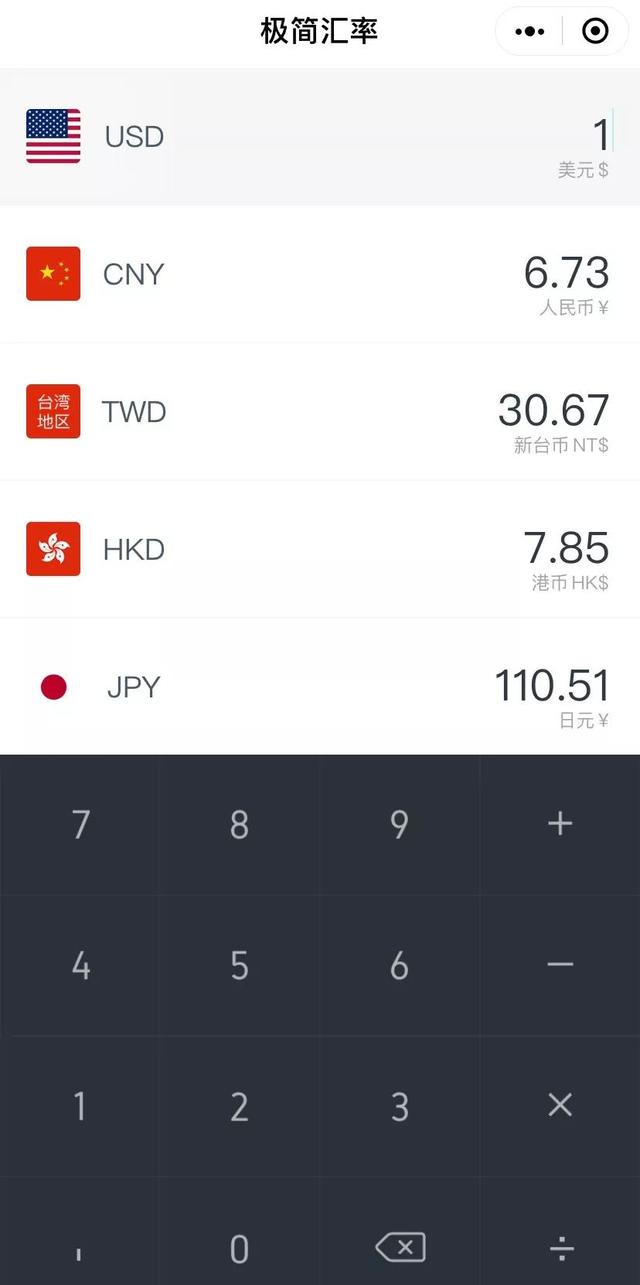 极简汇率
USD
1
美元 $
CNY
6.73
人民币 ¥
台湾
地区
TWD
30.67
新台币 NT$
HKD
7.85
港币 HK$
JPY
110.51
日元 ¥
7 8 9 +
4 5 6 −
1 2 3 ×
, 0 ÷